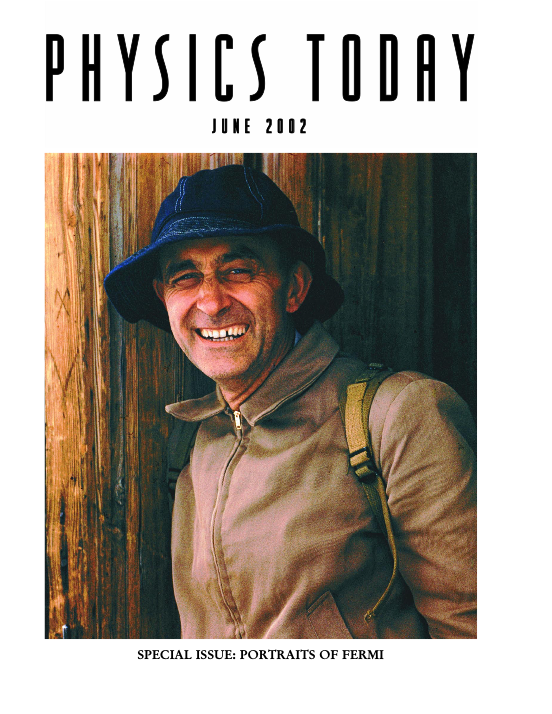 PHYSICS TODAY
JUNE 2002
SPECIAL ISSUE: PORTRAITS OF FERMI